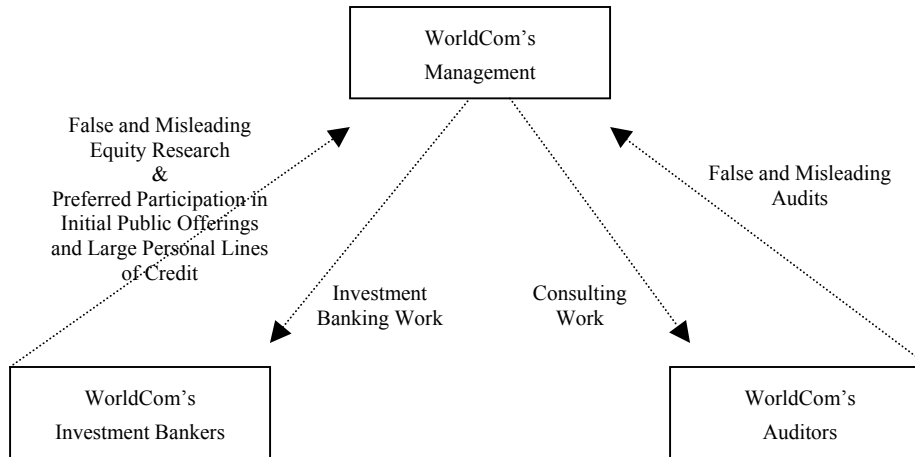 WorldCom’s
Management
False and Misleading
Equity Research
&
Preferred Participation in
Initial Public Offerings
and Large Personal Lines
of Credit
False and Misleading
Audits
Investment
Banking Work
Consulting
Work
WorldCom’s
Investment Bankers
WorldCom’s
Auditors